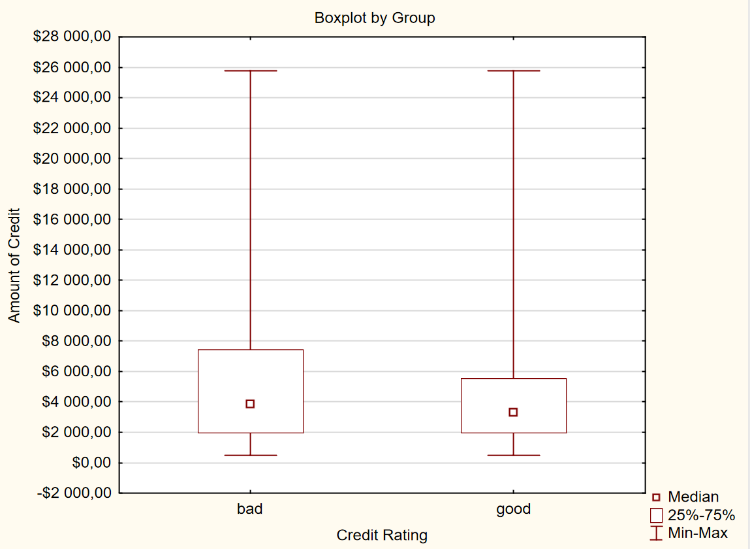 Boxplot by Group
$28 000,00
$26 000,00
$24 000,00
$22 000,00
$20 000,00
$18 000,00
$16 000,00
$14 000,00
$12 000,00
$10 000,00
$8 000,00
$6 000,00
$4 000,00
$2 000,00
$0,00
-$2 000,00
Amount of Credit
bad
good
Credit Rating
Median
25%-75%
Min-Max